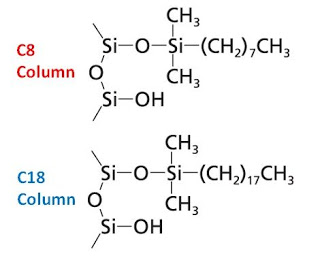 CH₃
C8 Si–O–Si–(CH₂)₇CH₃
Column O CH₃
Si–OH
CH₃
C18 Si–O–Si–(CH₂)₁₇CH₃
Column O CH₃
Si–OH